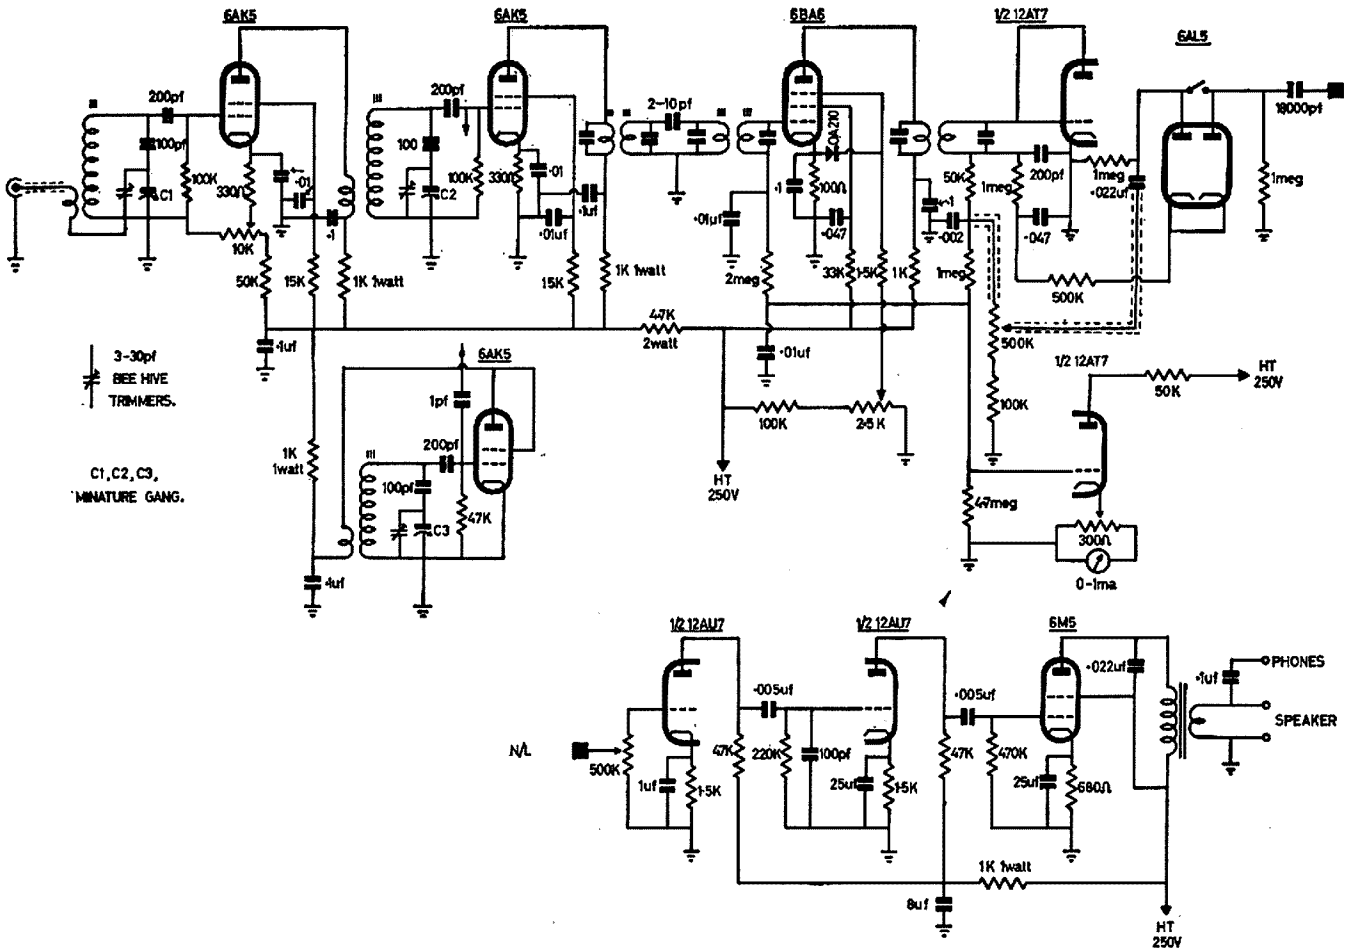 6AK5
6AK5
6BA6
1/2 12AT7
6AL5
200pf
100pf
C1
100K
330Ω
·01
10K
·1
50K
15K
1K 1watt
·1uf
200pf
100
C2
100K
330Ω
·01
·1uf
·01uf
15K
1K 1watt
2-10pf
OA210
·1
100Ω
·047
·01uf
2meg
33K
1·5K
1K
·1
·002
50K
1meg
1meg
200pf
·047
1meg
·022uf
18000pf
1meg
500K
500K
100K
47K
2watt
·01uf
100K
2·5K
HT
250V
1/2 12AT7
50K
HT
250V
4·7meg
300Ω
0-1ma
3-30pf
BEE HIVE
TRIMMERS.
C1,C2,C3,
MINATURE GANG.
6AK5
1pf
200pf
100pf
C3
47K
1K
1watt
·1uf
1/2 12AU7
1/2 12AU7
6M5
N/L
500K
1uf
1·5K
47K
·005uf
220K
100pf
25uf
1·5K
·005uf
47K
470K
25uf
680Ω
·022uf
·1uf
PHONES
SPEAKER
1K 1watt
8uf
HT
250V